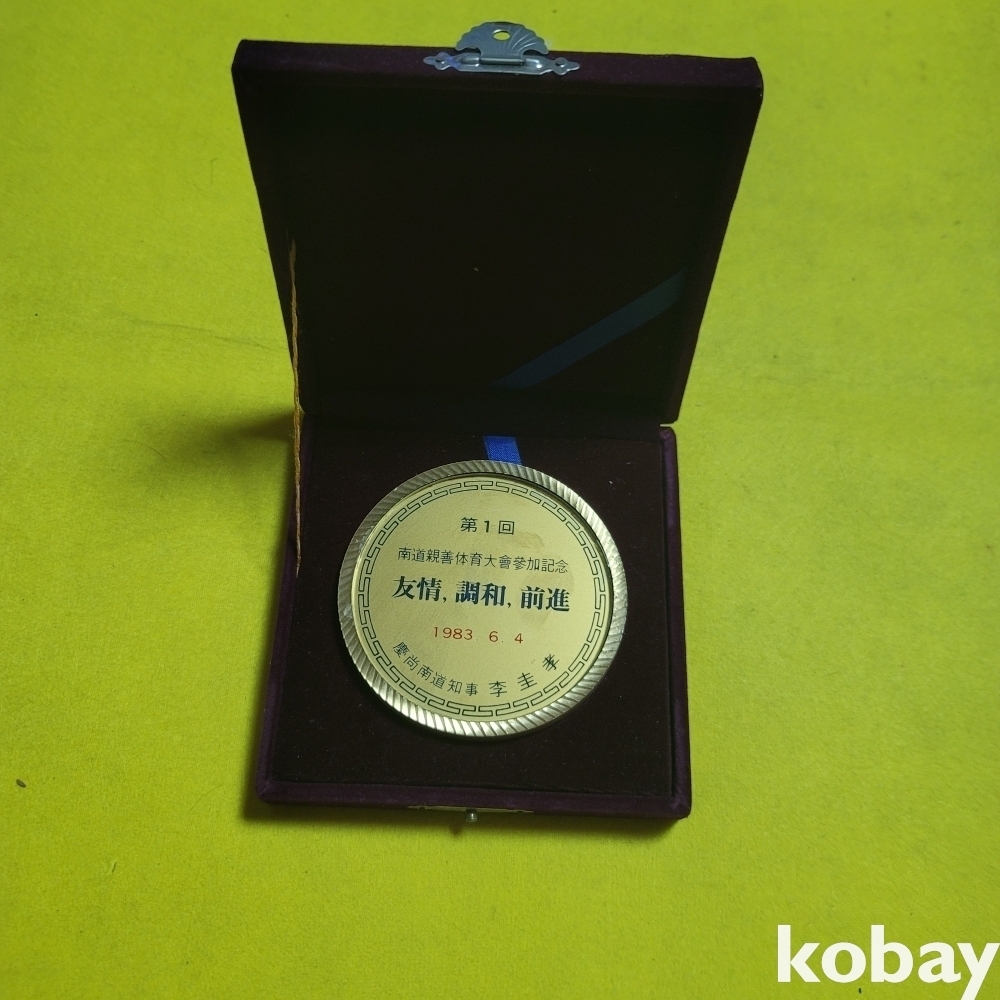 第1回
南道親善体育大會參加記念
友情, 調和, 前進
1983 6. 4
慶尚南道知事 李圭孝
kobay